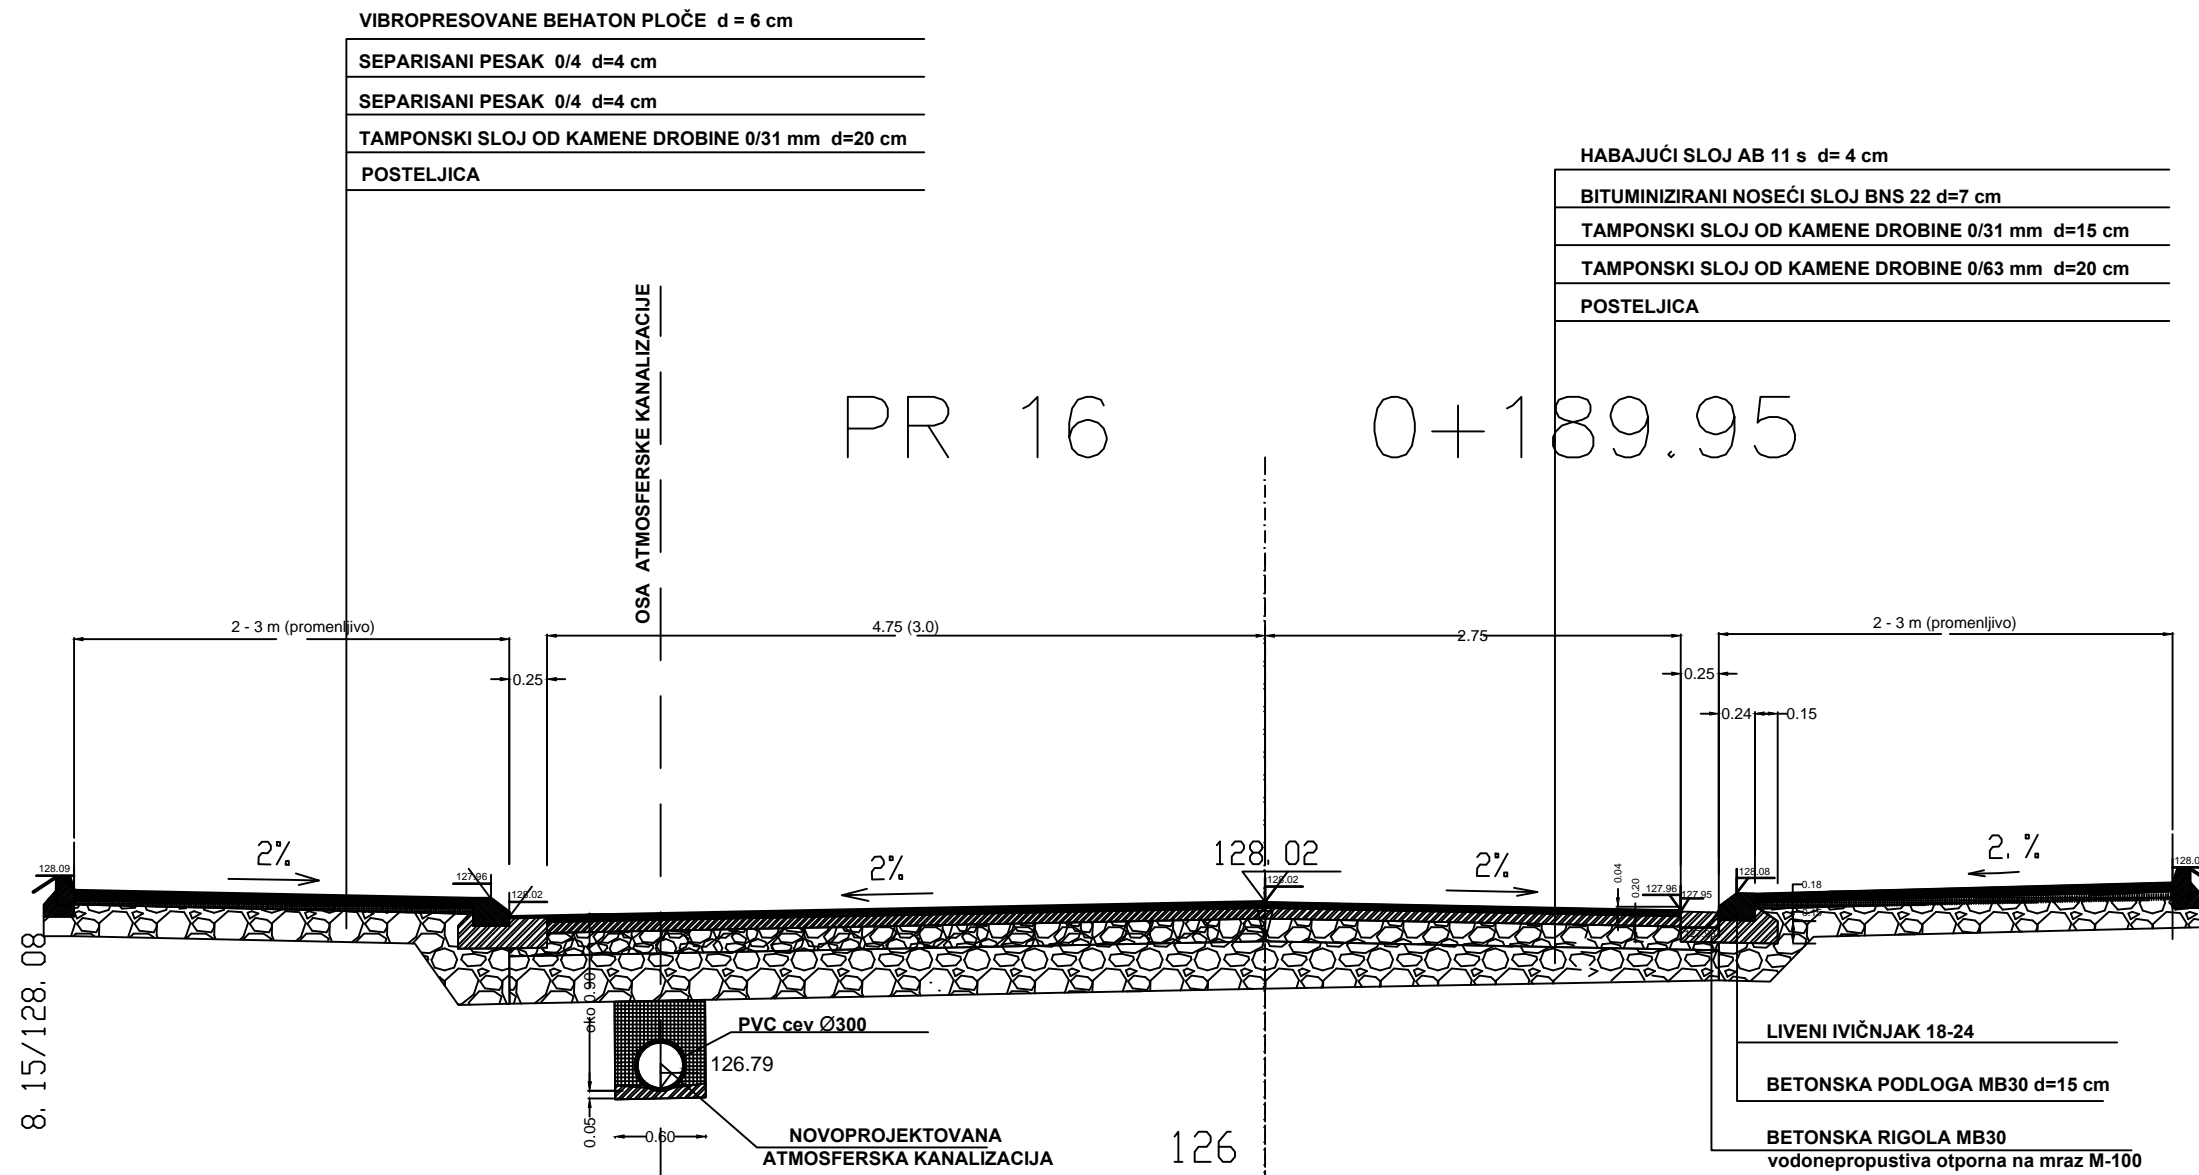 VIBROPRESOVANE BEHATON PLOČE d = 6 cm
SEPARISANI PESAK 0/4 d=4 cm
SEPARISANI PESAK 0/4 d=4 cm
TAMPONSKI SLOJ OD KAMENE DROBINE 0/31 mm d=20 cm
POSTELJICA
HABAJUĆI SLOJ AB 11 s d= 4 cm
BITUMINIZIRANI NOSEĆI SLOJ BNS 22 d=7 cm
TAMPONSKI SLOJ OD KAMENE DROBINE 0/31 mm d=15 cm
TAMPONSKI SLOJ OD KAMENE DROBINE 0/63 mm d=20 cm
POSTELJICA
OSA ATMOSFERSKE KANALIZACIJE
PR 16
0+189.95
2 - 3 m (promenljivo)
4.75 (3.0)
2.75
2 - 3 m (promenljivo)
0.25
0.25
0.24
0.15
2%
2%
128.02
2%
2. %
128.09
127.96
128.02
128.02
0.04
0.20
127.96
127.95
128.08
0.18
0.15
128.0
8. 15/128. 08
oko 0.90
PVC cev Ø300
126.79
0.05
0.60
NOVOPROJEKTOVANA
ATMOSFERSKA KANALIZACIJA
126
LIVENI IVIČNJAK 18-24
BETONSKA PODLOGA MB30 d=15 cm
BETONSKA RIGOLA MB30
vodonepropustiva otporna na mraz M-100